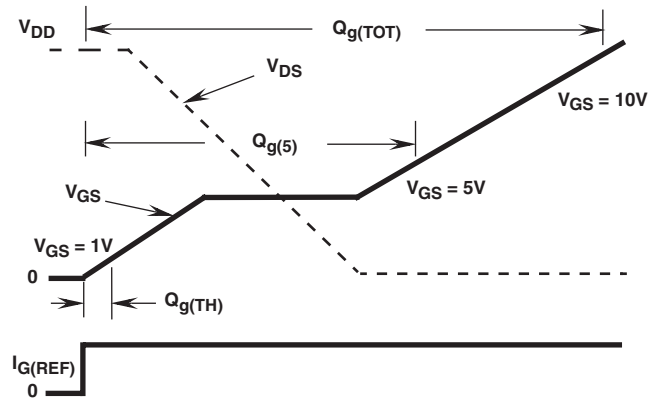 V_DD
Q_g(TOT)
V_DS
V_GS = 10V
Q_g(5)
V_GS
V_GS = 5V
V_GS = 1V
0
Q_g(TH)
I_G(REF)
0